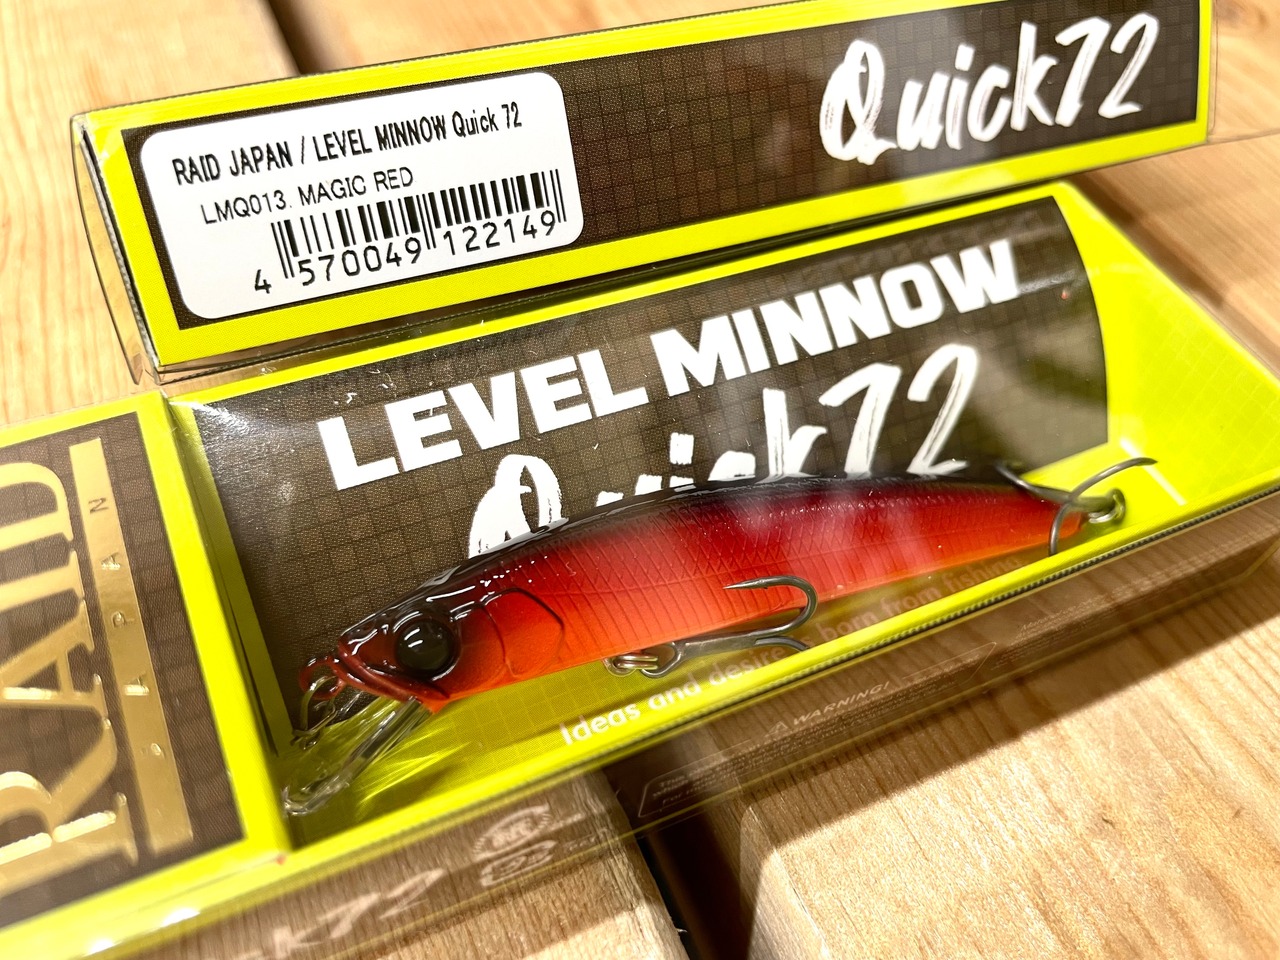 Quick72
RAID JAPAN / LEVEL MINNOW Quick 72
LMQ013. MAGIC RED
4 570049 122149
LEVEL MINNOW
Quick72
RAID
JAPAN
Ideas and desires born from fishing
WARNING!